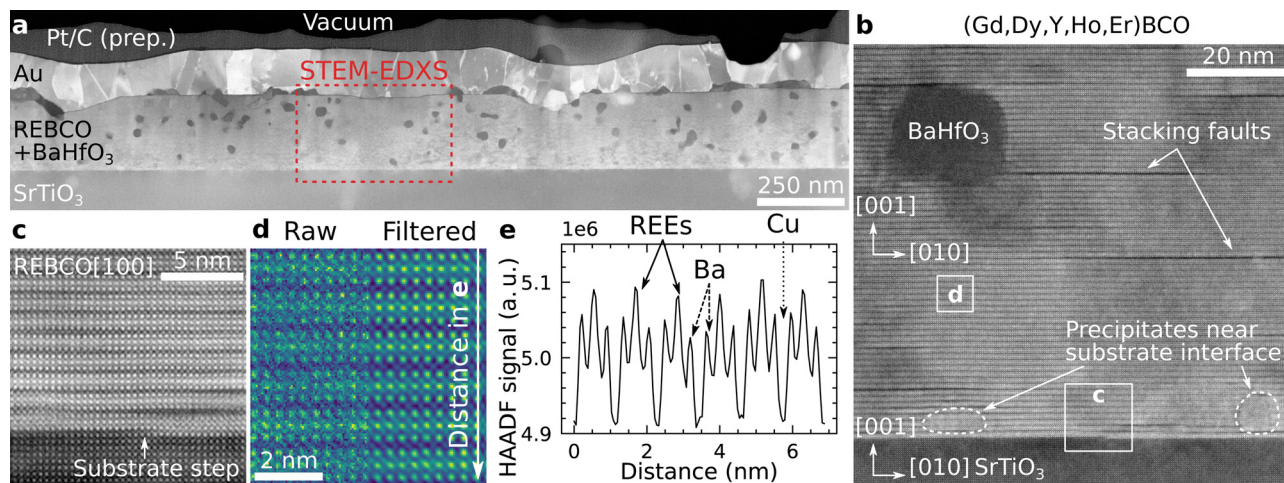 a
Vacuum
Pt/C (prep.)
Au
STEM-EDXS
REBCO
+BaHfO₃
SrTiO₃
250 nm
b
(Gd,Dy,Y,Ho,Er)BCO
20 nm
BaHfO₃
Stacking faults
[001]
[010]
d
Precipitates near
substrate interface
c
[001]
[010] SrTiO₃
c
REBCO[100]
5 nm
Substrate step
d
Raw
Filtered
Distance in e
2 nm
e
1e6
REEs
Cu
Ba
HAADF signal (a. u.)
5.1
5.0
4.9
0
2
4
6
Distance (nm)